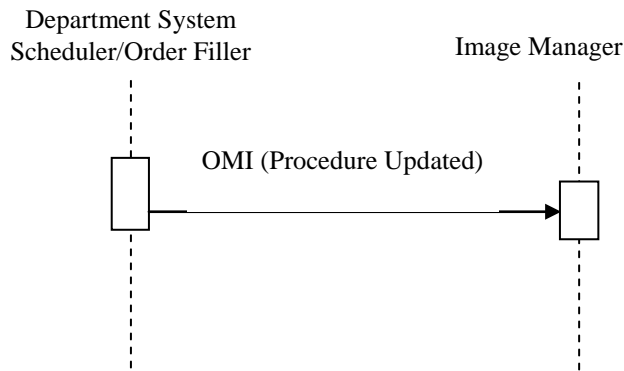 Department System
Scheduler/Order Filler
Image Manager
OMI (Procedure Updated)